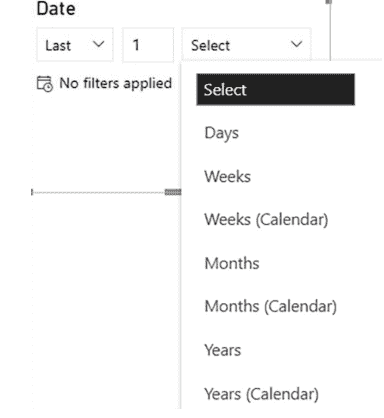 Date
Last 1 Select
No filters applied
Select
Days
Weeks
Weeks (Calendar)
Months
Months (Calendar)
Years
Years (Calendar)